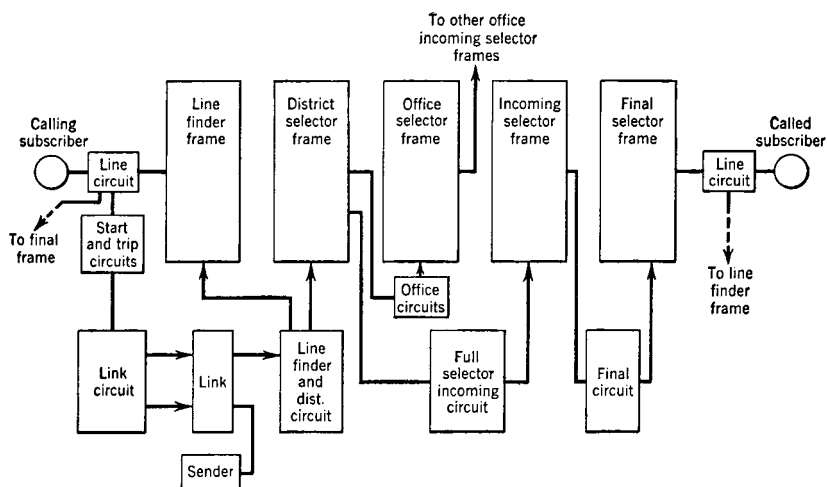 To other office
incoming selector
frames
Line
finder
frame
District
selector
frame
Office
selector
frame
Incoming
selector
frame
Final
selector
frame
Calling
subscriber
Line
circuit
Called
subscriber
Line
circuit
To final
frame
Start
and trip
circuits
Office
circuits
To line
finder
frame
Link
circuit
Link
Line
finder
and
dist.
circuit
Full
selector
incoming
circuit
Final
circuit
Sender